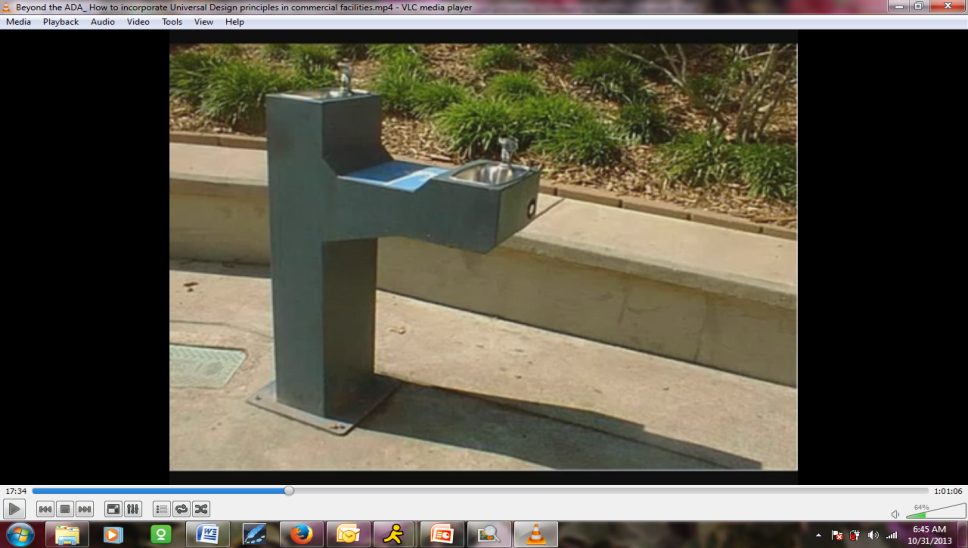 Beyond the ADA_ How to incorporate Universal Design principles in commercial facilities.mp4 - VLC media player
Media Playback Audio Video Tools View Help
17:34 1:01:06
64%
6:45 AM
10/31/2013